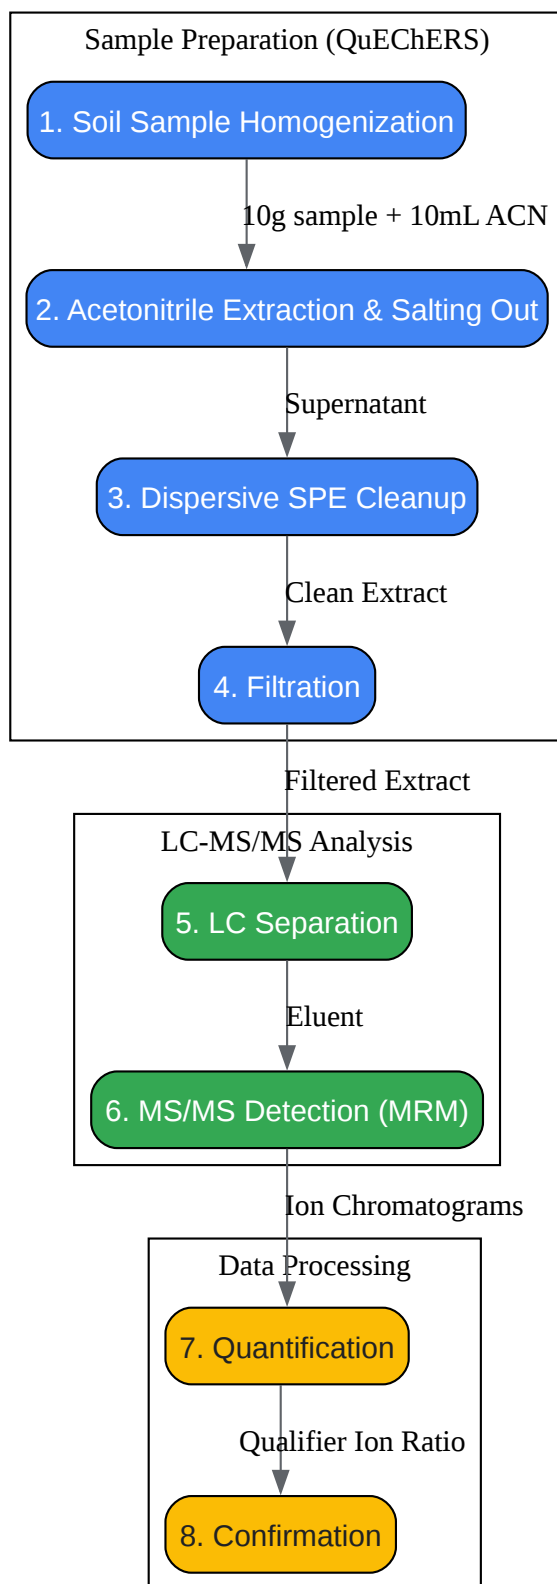 Sample Preparation (QuEChERS)
1. Soil Sample Homogenization
10g sample + 10mL ACN
2. Acetonitrile Extraction & Salting Out
Supernatant
3. Dispersive SPE Cleanup
Clean Extract
4. Filtration
Filtered Extract
LC-MS/MS Analysis
5. LC Separation
Eluent
6. MS/MS Detection (MRM)
Ion Chromatograms
Data Processing
7. Quantification
Qualifier Ion Ratio
8. Confirmation